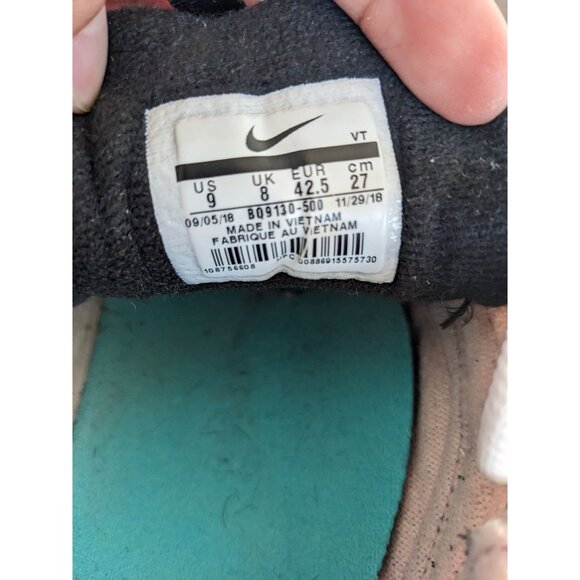 VT
US UK EUR cm
9 8 42.5 27
09/05/18 BQ9130-500 11/29/18
MADE IN VIETNAM
FABRIQUE AU VIETNAM
108756608 00886915575730